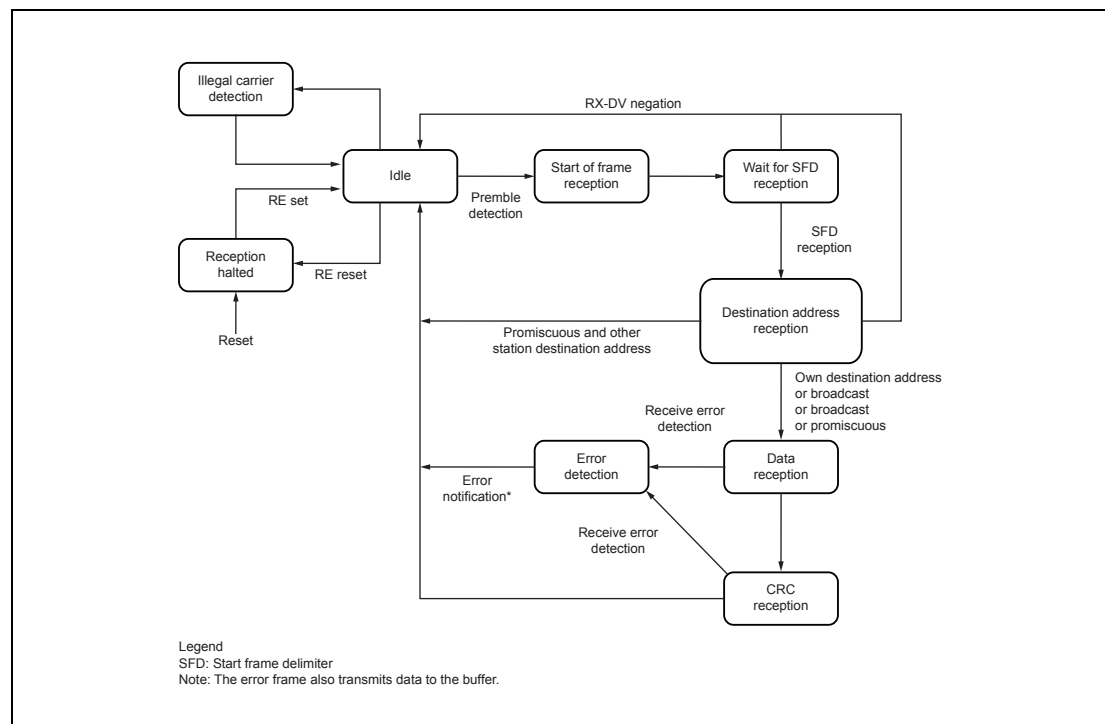 Illegal carrier
detection
RX-DV negation
Idle
Start of frame
reception
Wait for SFD
reception
Premble
detection
RE set
SFD
reception
Reception
halted
RE reset
Reset
Destination address
reception
Promiscuous and other
station destination address
Own destination address
or broadcast
or broadcast
or promiscuous
Receive error
detection
Error
detection
Data
reception
Error
notification*
Receive error
detection
CRC
reception
Legend
SFD: Start frame delimiter
Note: The error frame also transmits data to the buffer.